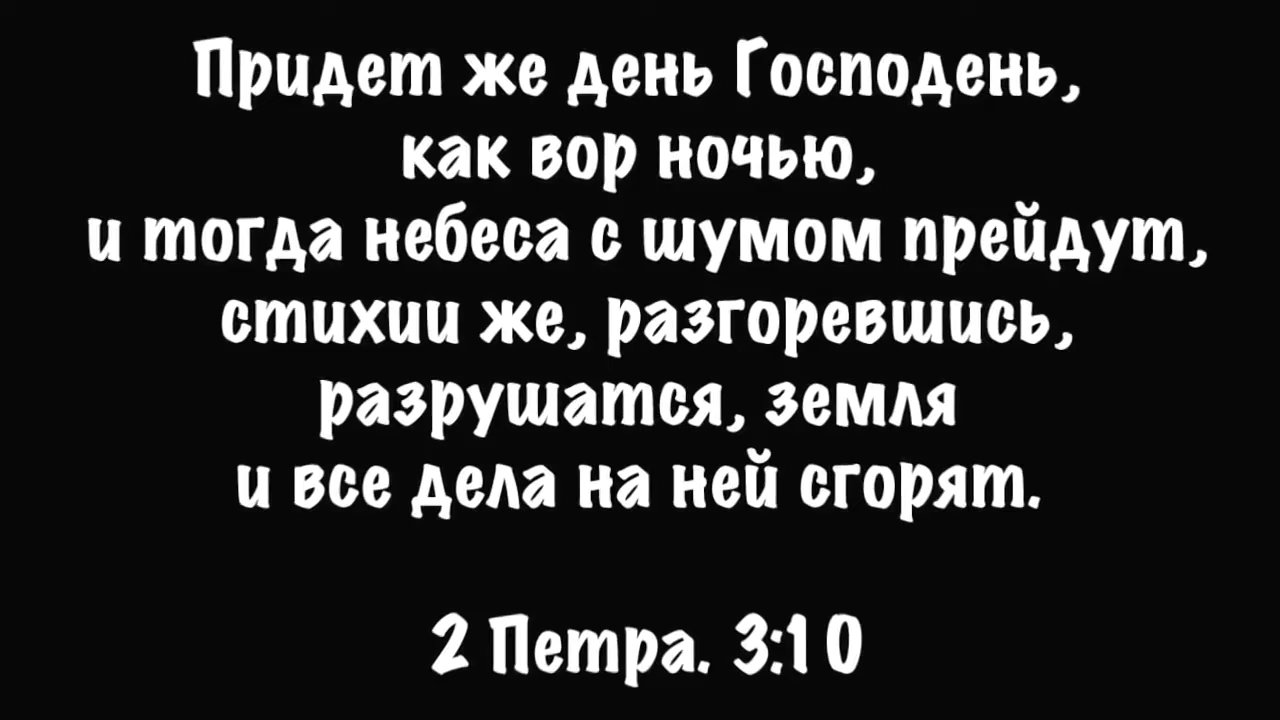 Придет же день Господень,
как вор ночью,
и тогда небеса с шумом прейдут,
стихии же, разгоревшись,
разрушатся, земля
и все дела на ней сгорят.
2 Петра. 3:10